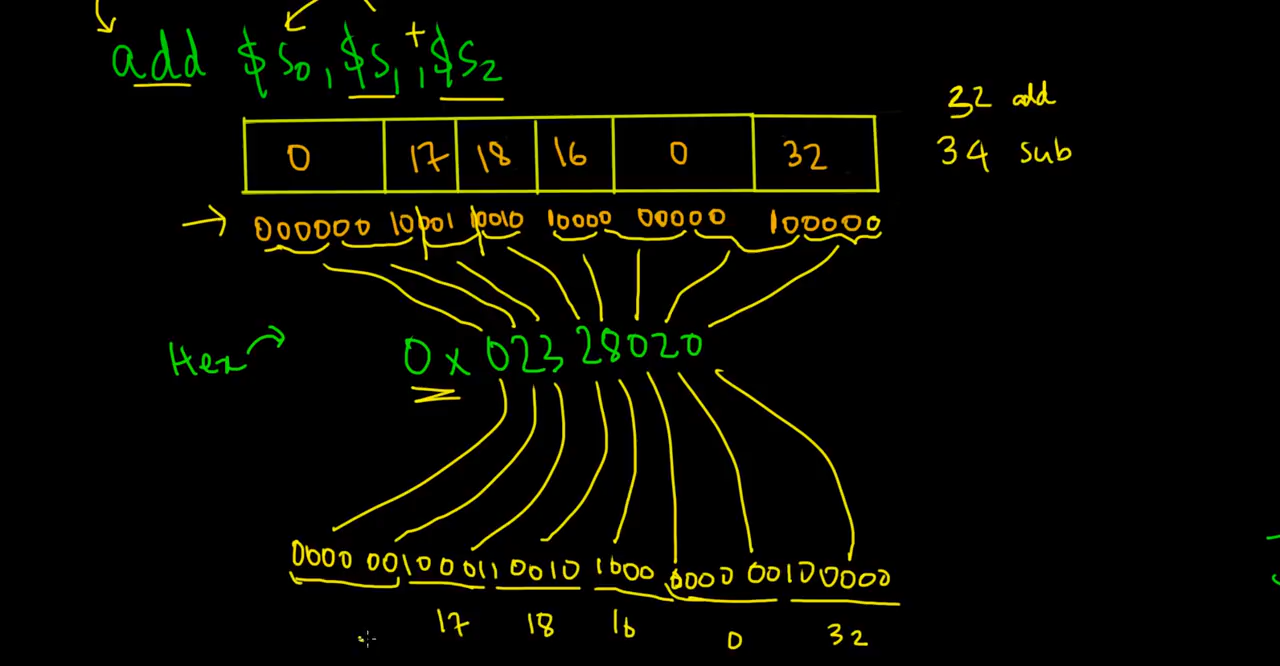 add $s0, $s1, + $s2
32 add
34 sub
0 17 18 16 0 32
000000 10001 10010 10000 00000 100000
Hex 0x02328020
0000 0010 0011 0010 1000 0000 0010 0000
17 18 16 0 32